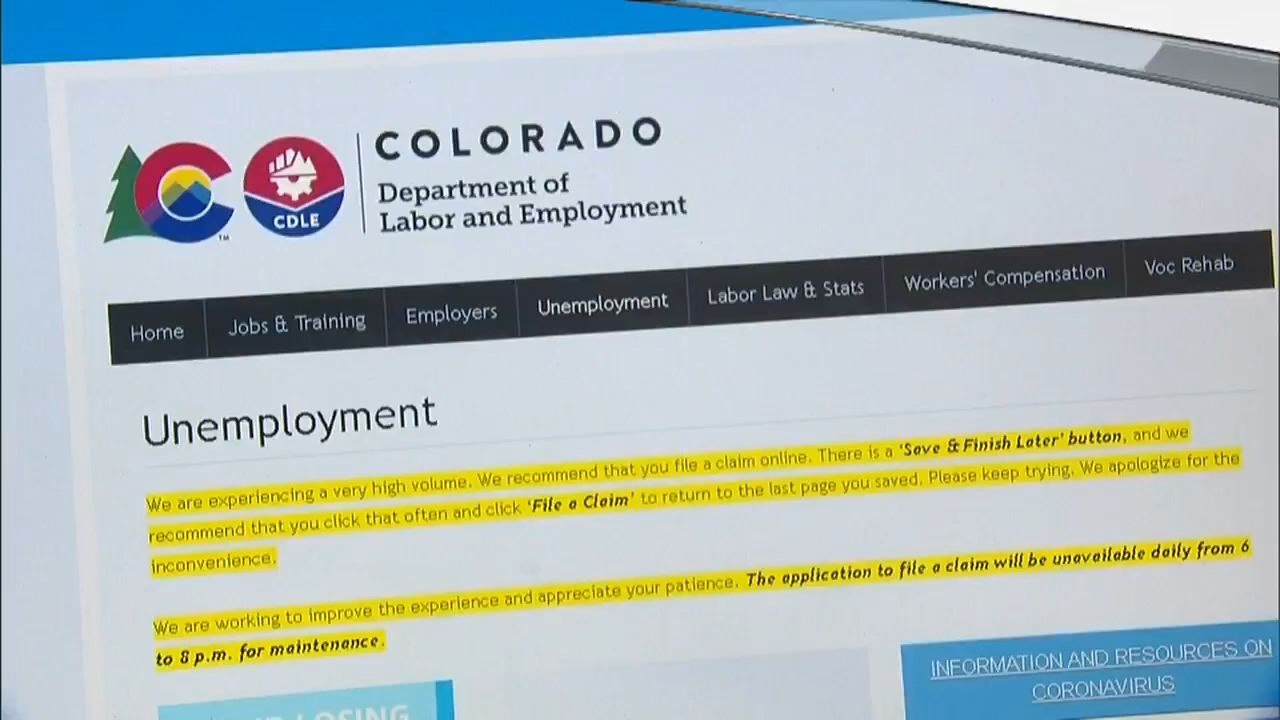 COLORADO
Department of
Labor and Employment
CDLE
TM
Home Jobs & Training Employers Unemployment Labor Law & Stats Workers' Compensation Voc Rehab
Unemployment
We are experiencing a very high volume. We recommend that you file a claim online. There is a 'Save & Finish Later' button, and we
recommend that you click that often and click 'File a Claim' to return to the last page you saved. Please keep trying. We apologize for the
inconvenience.
We are working to improve the experience and appreciate your patience. The application to file a claim will be unavailable daily from 6
to 8 p.m. for maintenance.
LOSING
INFORMATION AND RESOURCES ON
CORONAVIRUS